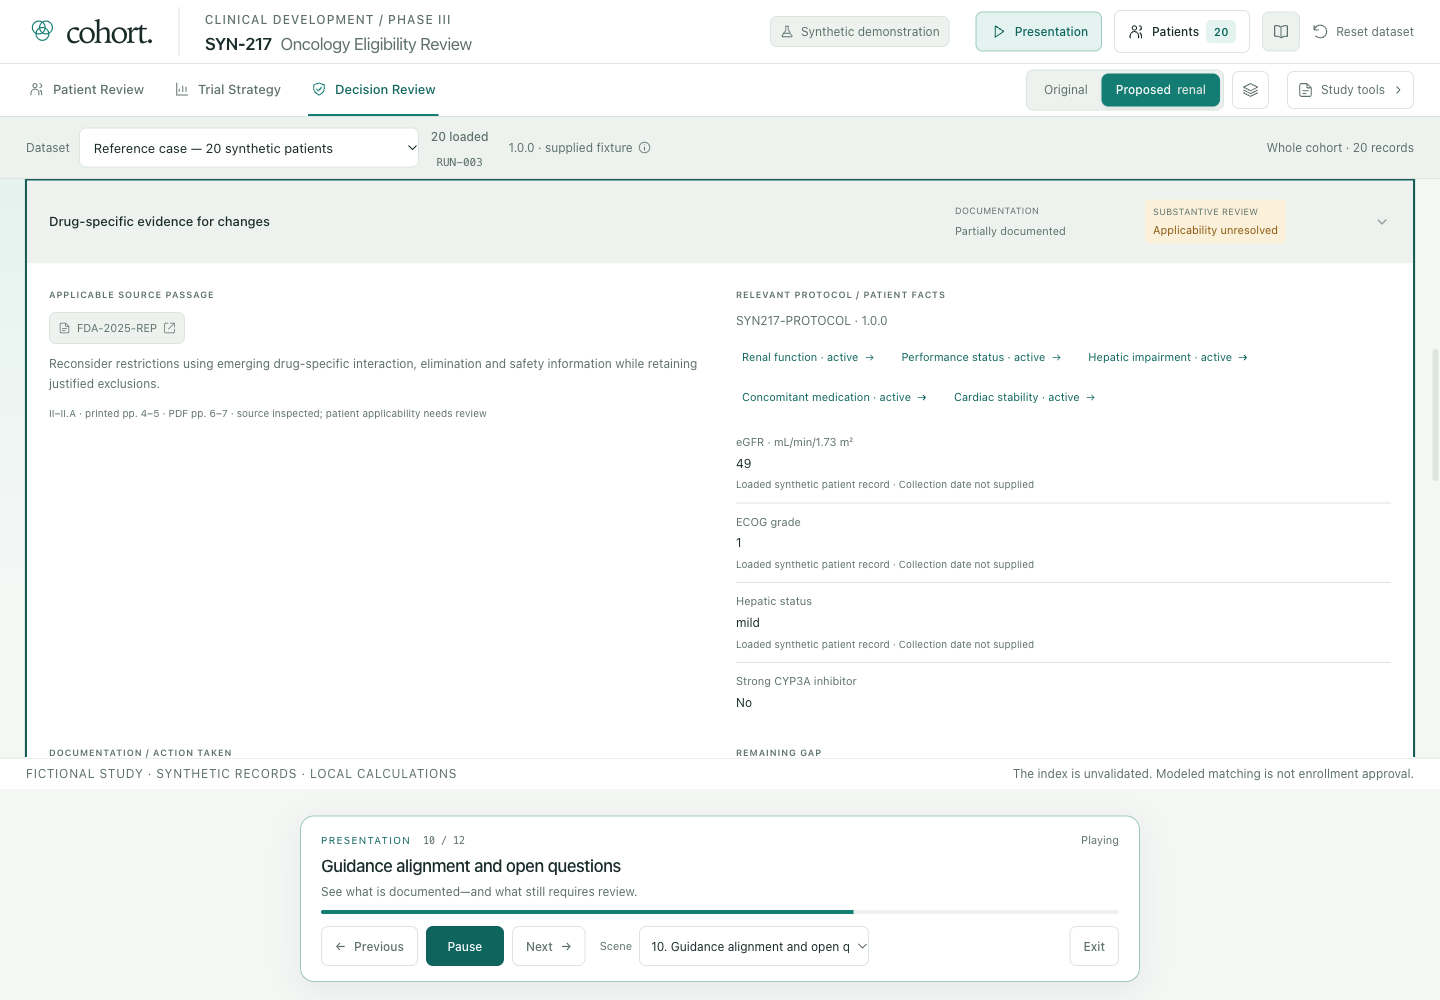 cohort.
CLINICAL DEVELOPMENT / PHASE III
SYN-217 Oncology Eligibility Review
Synthetic demonstration
Presentation
Patients 20
Reset dataset
Patient Review
Trial Strategy
Decision Review
Original
Proposed renal
Study tools
Dataset
Reference case — 20 synthetic patients
20 loaded
RUN–003
1.0.0 · supplied fixture
Whole cohort · 20 records
Drug-specific evidence for changes
DOCUMENTATION
Partially documented
SUBSTANTIVE REVIEW
Applicability unresolved
APPLICABLE SOURCE PASSAGE
FDA-2025-REP
Reconsider restrictions using emerging drug-specific interaction, elimination and safety information while retaining
justified exclusions.
II–II.A · printed pp. 4–5 · PDF pp. 6–7 · source inspected; patient applicability needs review
RELEVANT PROTOCOL / PATIENT FACTS
SYN217-PROTOCOL · 1.0.0
Renal function · active →
Performance status · active →
Hepatic impairment · active →
Concomitant medication · active →
Cardiac stability · active →
eGFR · mL/min/1.73 m²
49
Loaded synthetic patient record · Collection date not supplied
ECOG grade
1
Loaded synthetic patient record · Collection date not supplied
Hepatic status
mild
Loaded synthetic patient record · Collection date not supplied
Strong CYP3A inhibitor
No
DOCUMENTATION / ACTION TAKEN
REMAINING GAP
FICTIONAL STUDY · SYNTHETIC RECORDS · LOCAL CALCULATIONS
The index is unvalidated. Modeled matching is not enrollment approval.
PRESENTATION 10 / 12
Playing
Guidance alignment and open questions
See what is documented—and what still requires review.
← Previous
Pause
Next →
Scene
10. Guidance alignment and open q
Exit